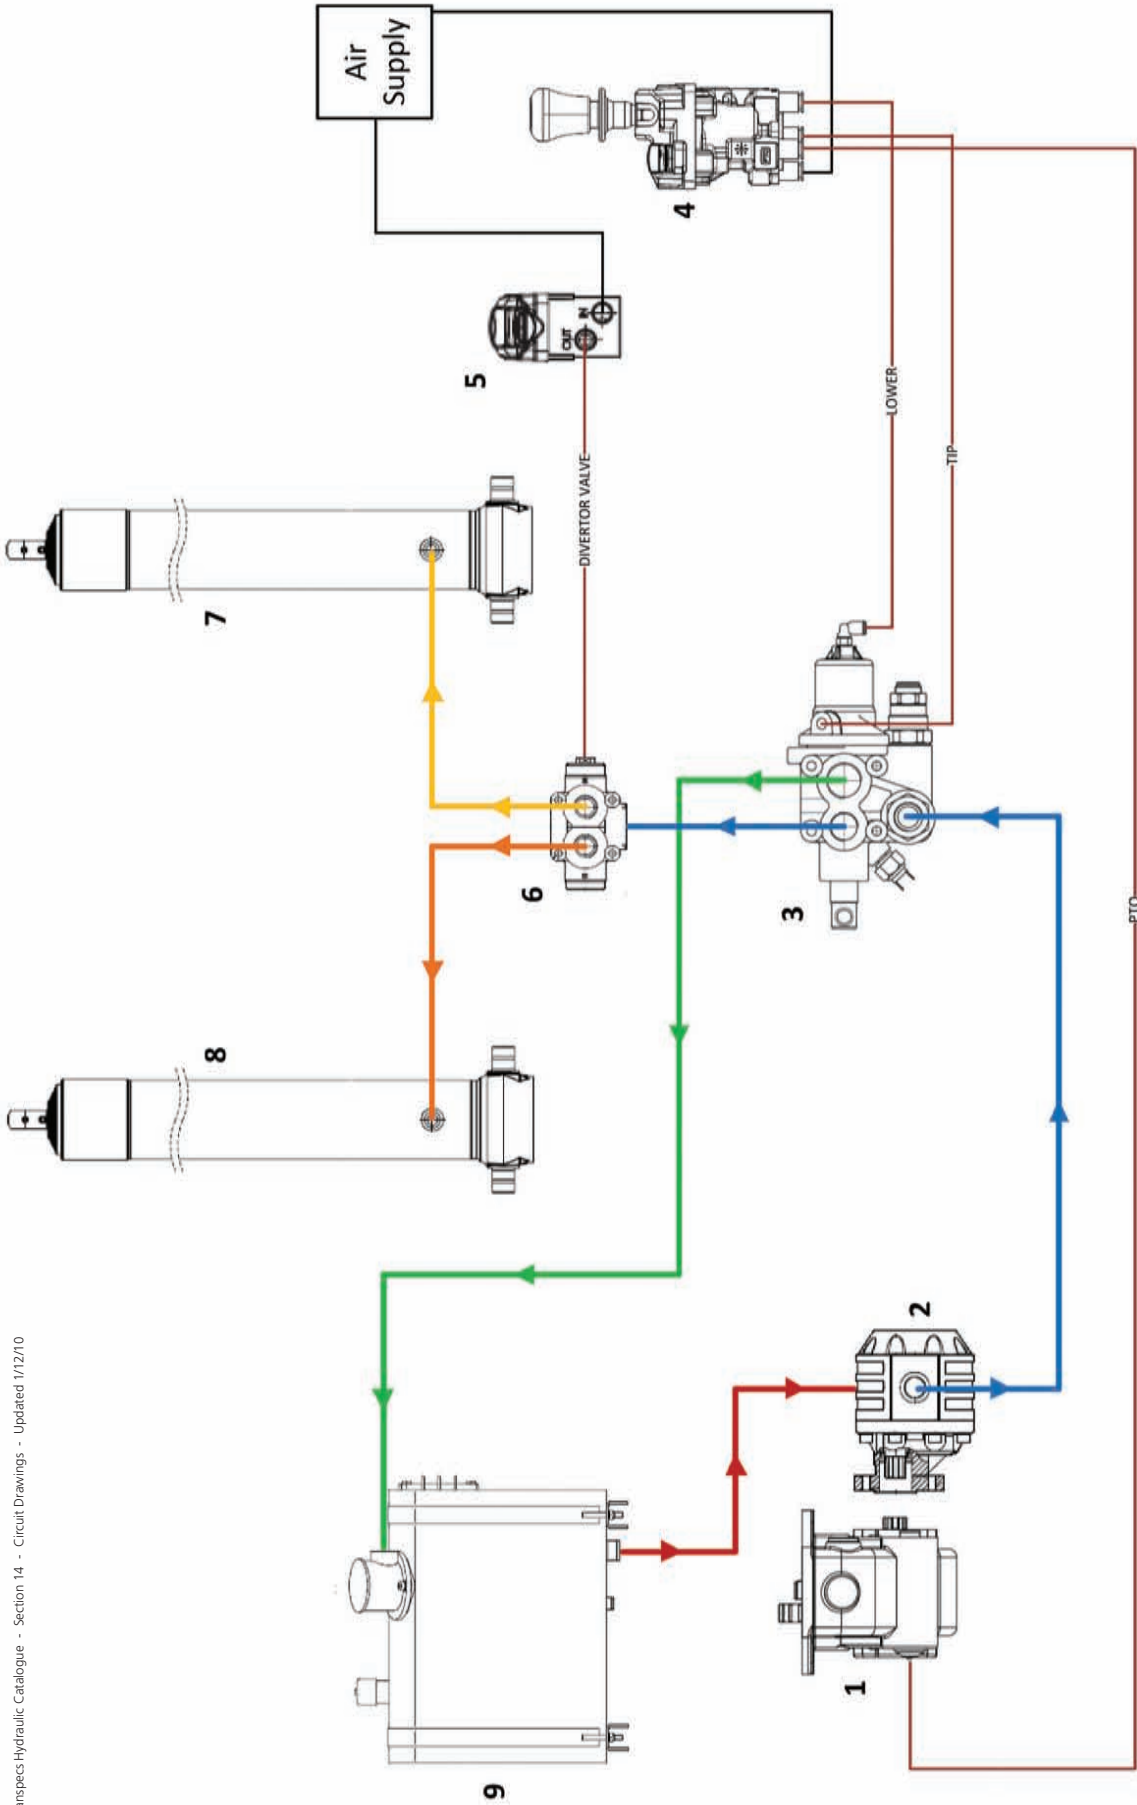 Air
Supply
4
5
OUT
IN
LOWER
TIP
DIVERTOR VALVE
7
6
3
PTO
8
2
1
9
Hydraulic Catalogue - Section 14 - Circuit Drawings - Updated 1/12/10